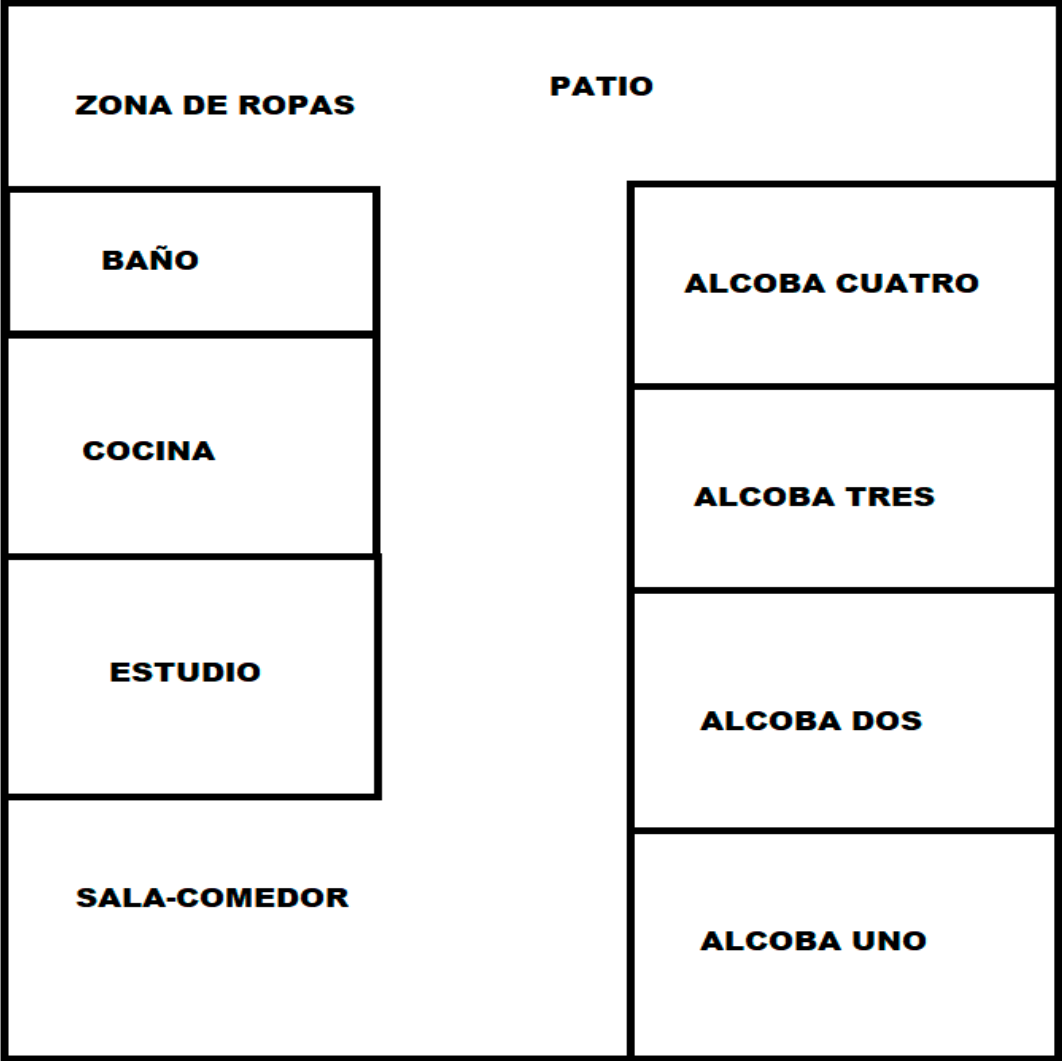 ZONA DE ROPAS
PATIO
BAÑO
ALCOBA CUATRO
COCINA
ALCOBA TRES
ESTUDIO
ALCOBA DOS
SALA-COMEDOR
ALCOBA UNO